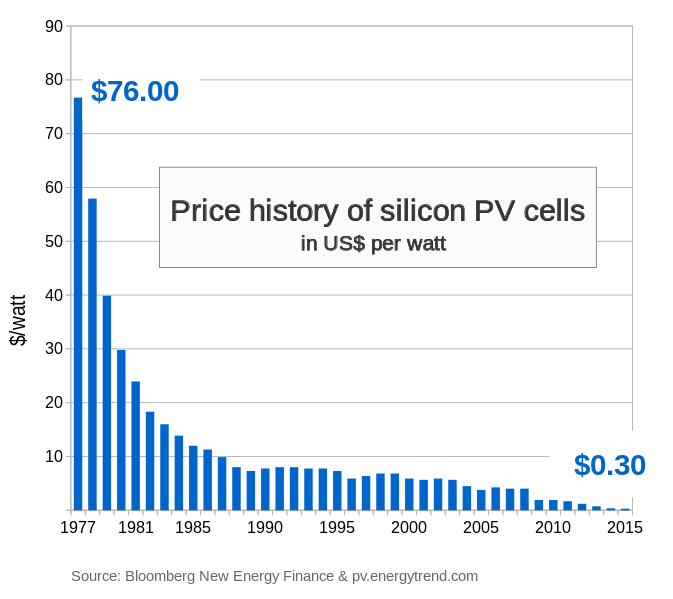 90
80
$76.00
70
60
Price history of silicon PV cells
in US$ per watt
50
40
$/watt
30
20
10
$0.30
1977 1981 1985 1990 1995 2000 2005 2010 2015
Source: Bloomberg New Energy Finance & pv.energytrend.com